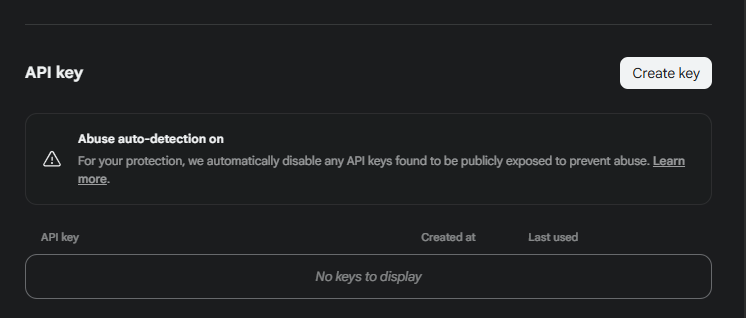 API key
Create key
Abuse auto-detection on
For your protection, we automatically disable any API keys found to be publicly exposed to prevent abuse. Learn
more.
API key Created at Last used
No keys to display